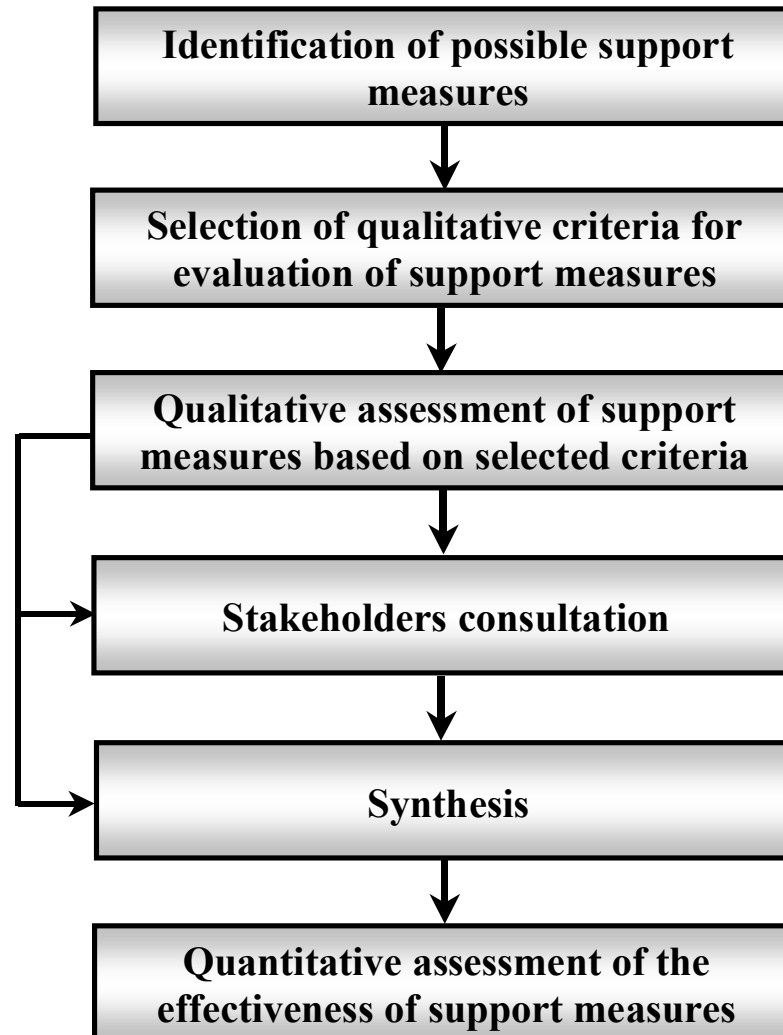 Identification of possible support
measures
Selection of qualitative criteria for
evaluation of support measures
Qualitative assessment of support
measures based on selected criteria
Stakeholders consultation
Synthesis
Quantitative assessment of the
effectiveness of support measures